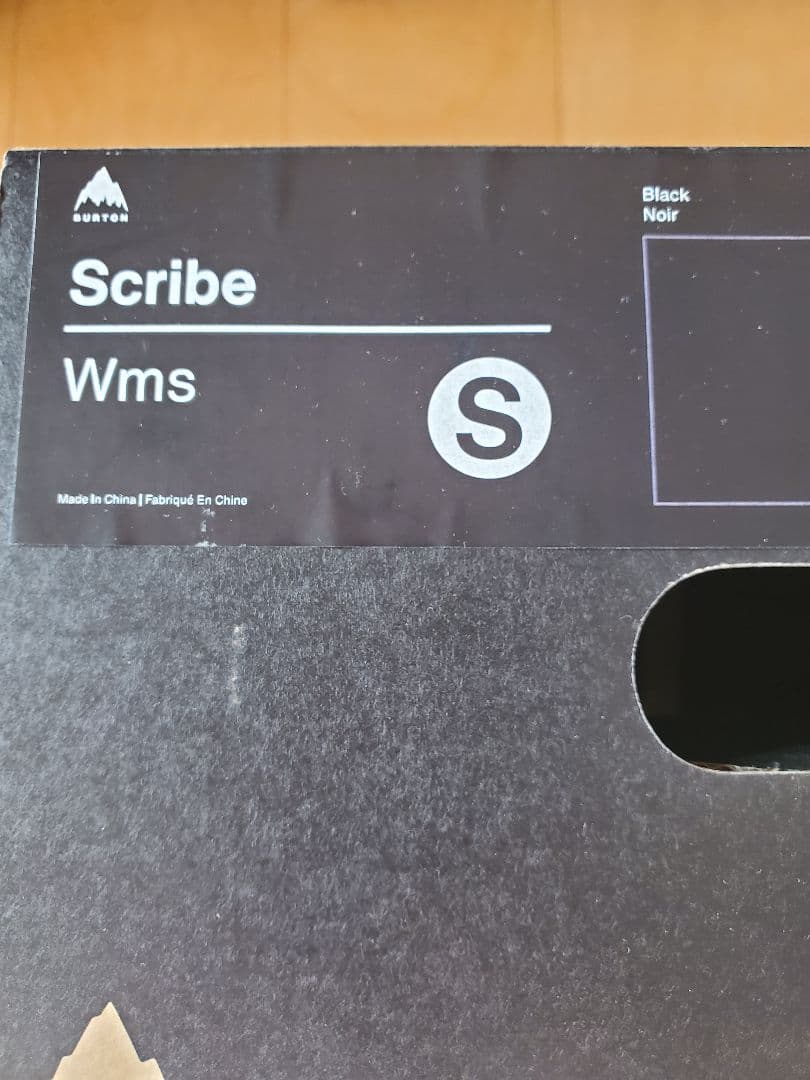 BURTON
Scribe
Wms
S
Made In China | Fabriqué En Chine
Black
Noir